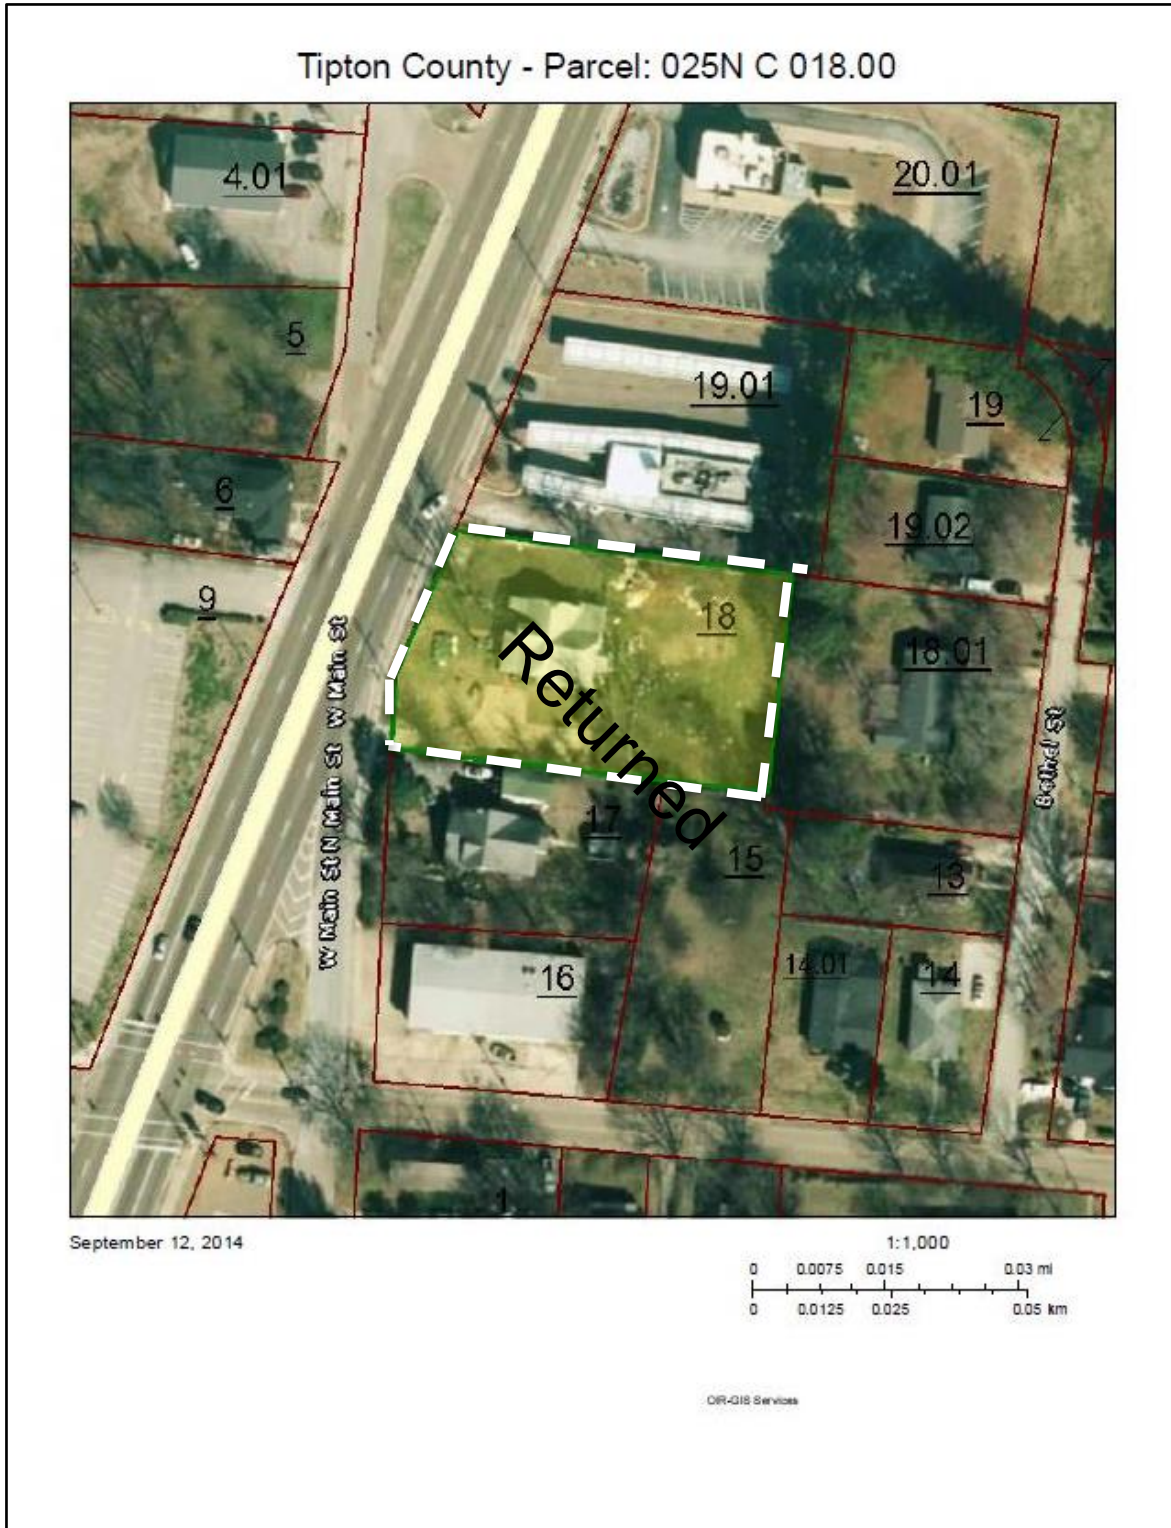 Tipton County - Parcel: 025N C 018.00
4.01
20.01
5
19.01
19
6
19.02
9
18
18.01
Returned
W Main St N Main St W Main St
Bethel St
17
15
13
16
14.01
14
1
September 12, 2014
1:1,000
0 0.0075 0.015 0.03 mi
0 0.0125 0.025 0.05 km
OIR-GIS Services